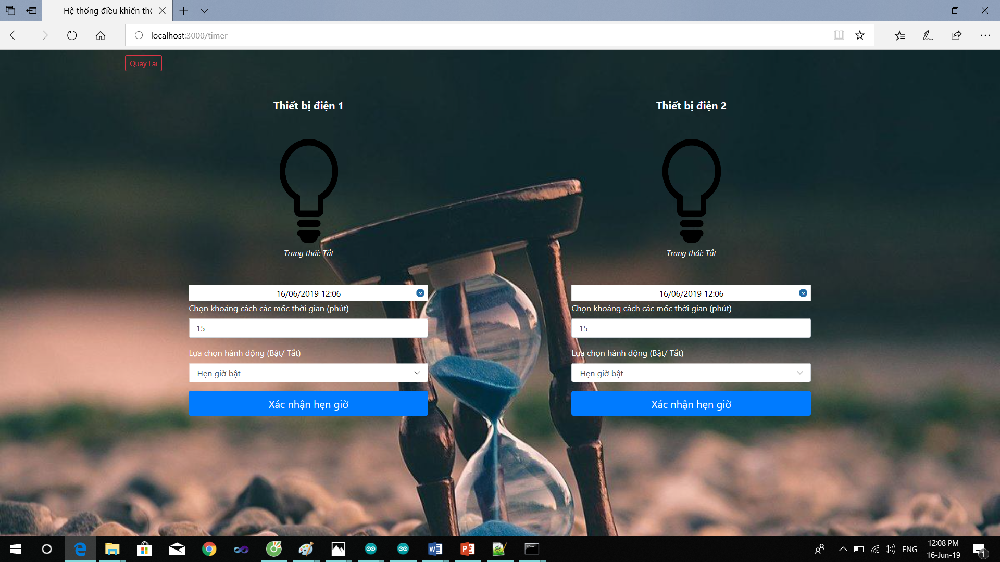 Hệ thống điều khiển
localhost:3000/timer
Quay Lại
Thiết bị điện 1
Thiết bị điện 2
Trạng thái: Tắt
Trạng thái: Tắt
16/06/2019 12:06
16/06/2019 12:06
Chọn khoảng cách các mốc thời gian (phút)
Chọn khoảng cách các mốc thời gian (phút)
15
15
Lựa chọn hành động (Bật/ Tắt)
Lựa chọn hành động (Bật/ Tắt)
Hẹn giờ bật
Hẹn giờ bật
Xác nhận hẹn giờ
Xác nhận hẹn giờ
ENG
12:08 PM
16-Jun-19
1